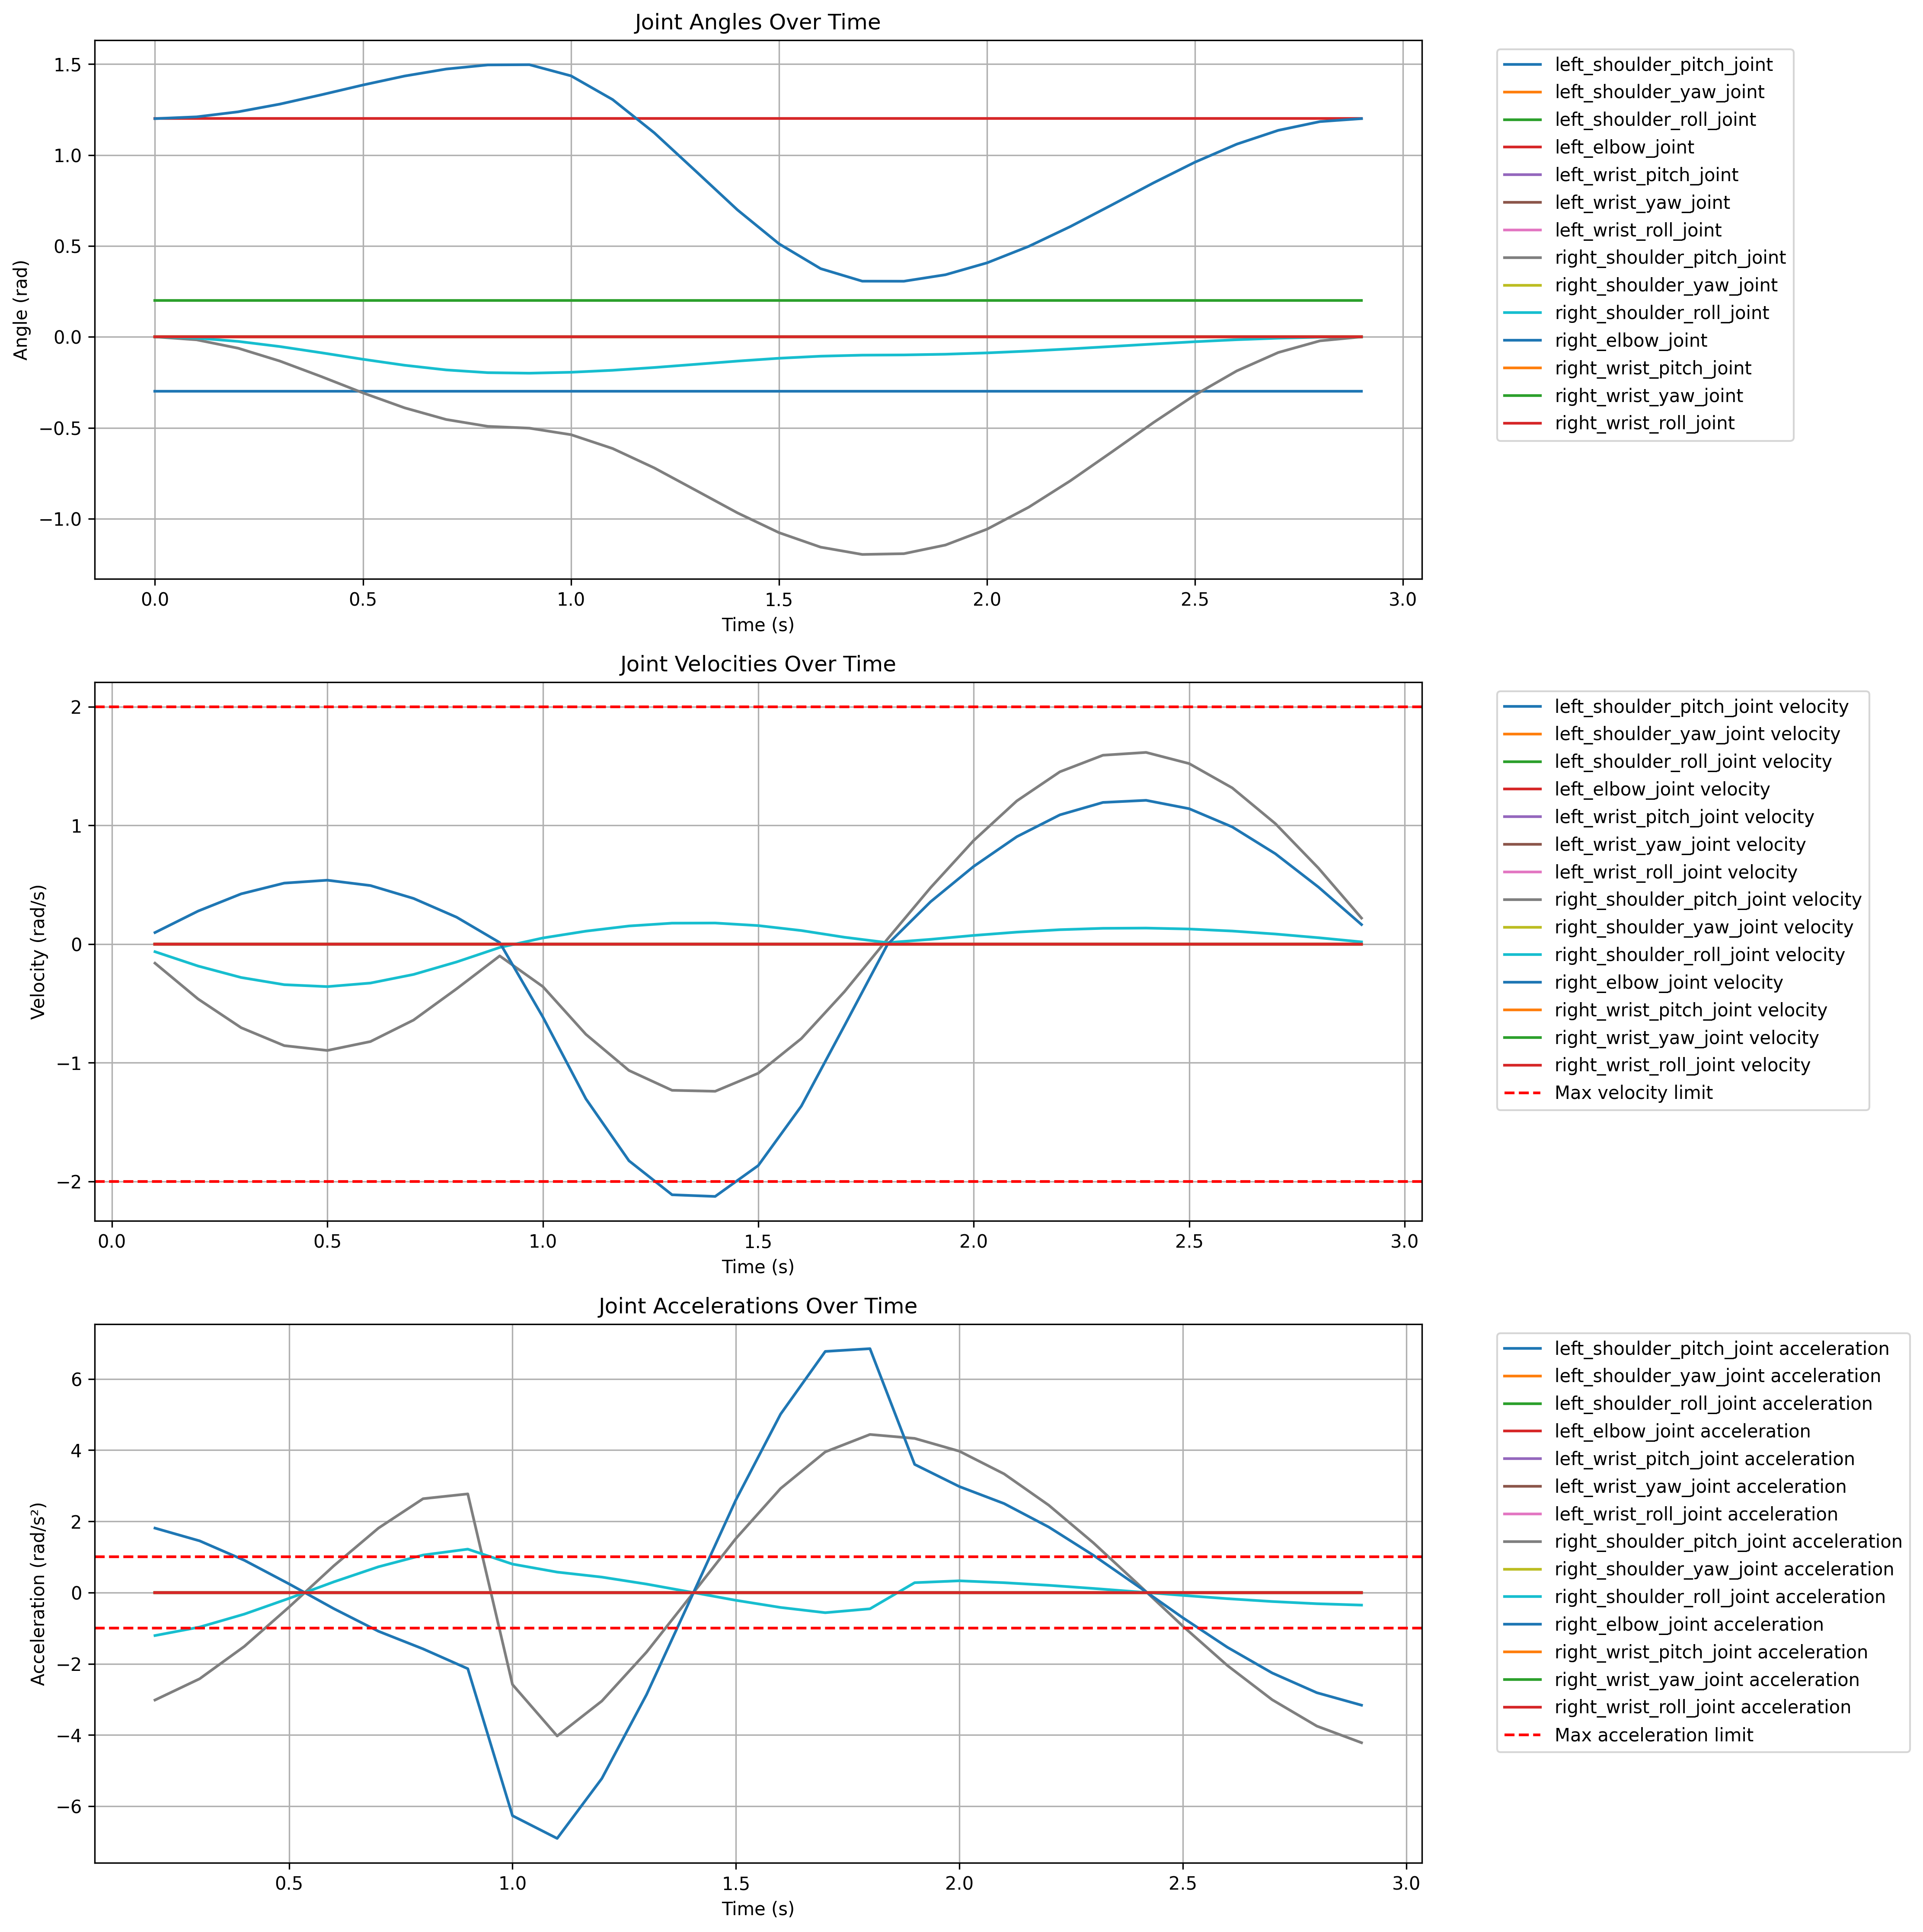 Joint Angles Over Time
Angle (rad)
1.5
1.0
0.5
0.0
−0.5
−1.0
0.0 0.5 1.0 1.5 2.0 2.5 3.0
Time (s)
left_shoulder_pitch_joint
left_shoulder_yaw_joint
left_shoulder_roll_joint
left_elbow_joint
left_wrist_pitch_joint
left_wrist_yaw_joint
left_wrist_roll_joint
right_shoulder_pitch_joint
right_shoulder_yaw_joint
right_shoulder_roll_joint
right_elbow_joint
right_wrist_pitch_joint
right_wrist_yaw_joint
right_wrist_roll_joint
Joint Velocities Over Time
Velocity (rad/s)
2
1
0
−1
−2
0.0 0.5 1.0 1.5 2.0 2.5 3.0
Time (s)
left_shoulder_pitch_joint velocity
left_shoulder_yaw_joint velocity
left_shoulder_roll_joint velocity
left_elbow_joint velocity
left_wrist_pitch_joint velocity
left_wrist_yaw_joint velocity
left_wrist_roll_joint velocity
right_shoulder_pitch_joint velocity
right_shoulder_yaw_joint velocity
right_shoulder_roll_joint velocity
right_elbow_joint velocity
right_wrist_pitch_joint velocity
right_wrist_yaw_joint velocity
right_wrist_roll_joint velocity
Max velocity limit
Joint Accelerations Over Time
Acceleration (rad/s²)
6
4
2
0
−2
−4
−6
0.5 1.0 1.5 2.0 2.5 3.0
Time (s)
left_shoulder_pitch_joint acceleration
left_shoulder_yaw_joint acceleration
left_shoulder_roll_joint acceleration
left_elbow_joint acceleration
left_wrist_pitch_joint acceleration
left_wrist_yaw_joint acceleration
left_wrist_roll_joint acceleration
right_shoulder_pitch_joint acceleration
right_shoulder_yaw_joint acceleration
right_shoulder_roll_joint acceleration
right_elbow_joint acceleration
right_wrist_pitch_joint acceleration
right_wrist_yaw_joint acceleration
right_wrist_roll_joint acceleration
Max acceleration limit